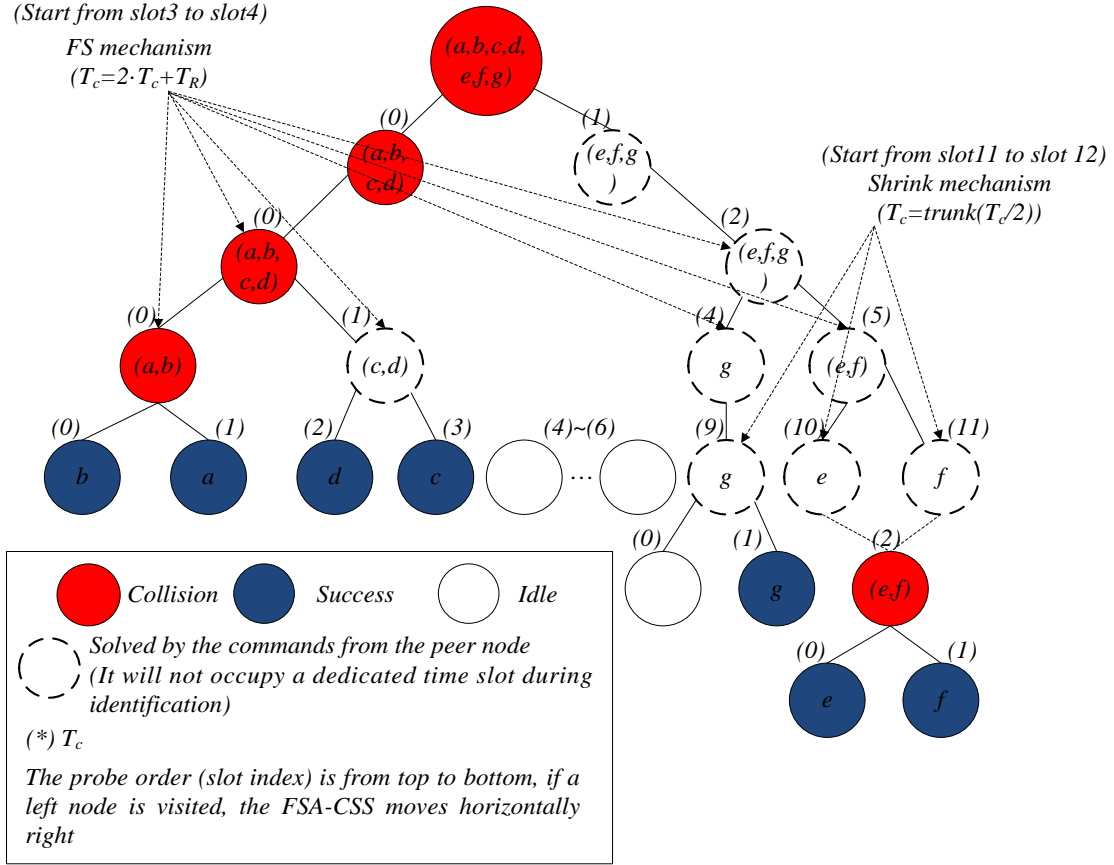 (Start from slot3 to slot4)
FS mechanism
(Tc=2·Tc+TR)
(a,b,c,d,
e,f,g)
(0)
(1)
(a,b,
c,d)
(e,f,g
)
(Start from slot11 to slot 12)
Shrink mechanism
(Tc=trunk(Tc/2))
(0)
(2)
(a,b,
c,d)
(e,f,g
)
(0)
(1)
(4)
(5)
(a,b)
(c,d)
g
(e,f)
(0)
(1)
(2)
(3)
(4)~(6)
(9)
(10)
(11)
b
a
d
c
...
g
e
f
(0)
(1)
(2)
g
(e,f)
(0)
(1)
e
f
Collision
Success
Idle
Solved by the commands from the peer node
(It will not occupy a dedicated time slot during
identification)
(*) Tc
The probe order (slot index) is from top to bottom, if a
left node is visited, the FSA-CSS moves horizontally
right